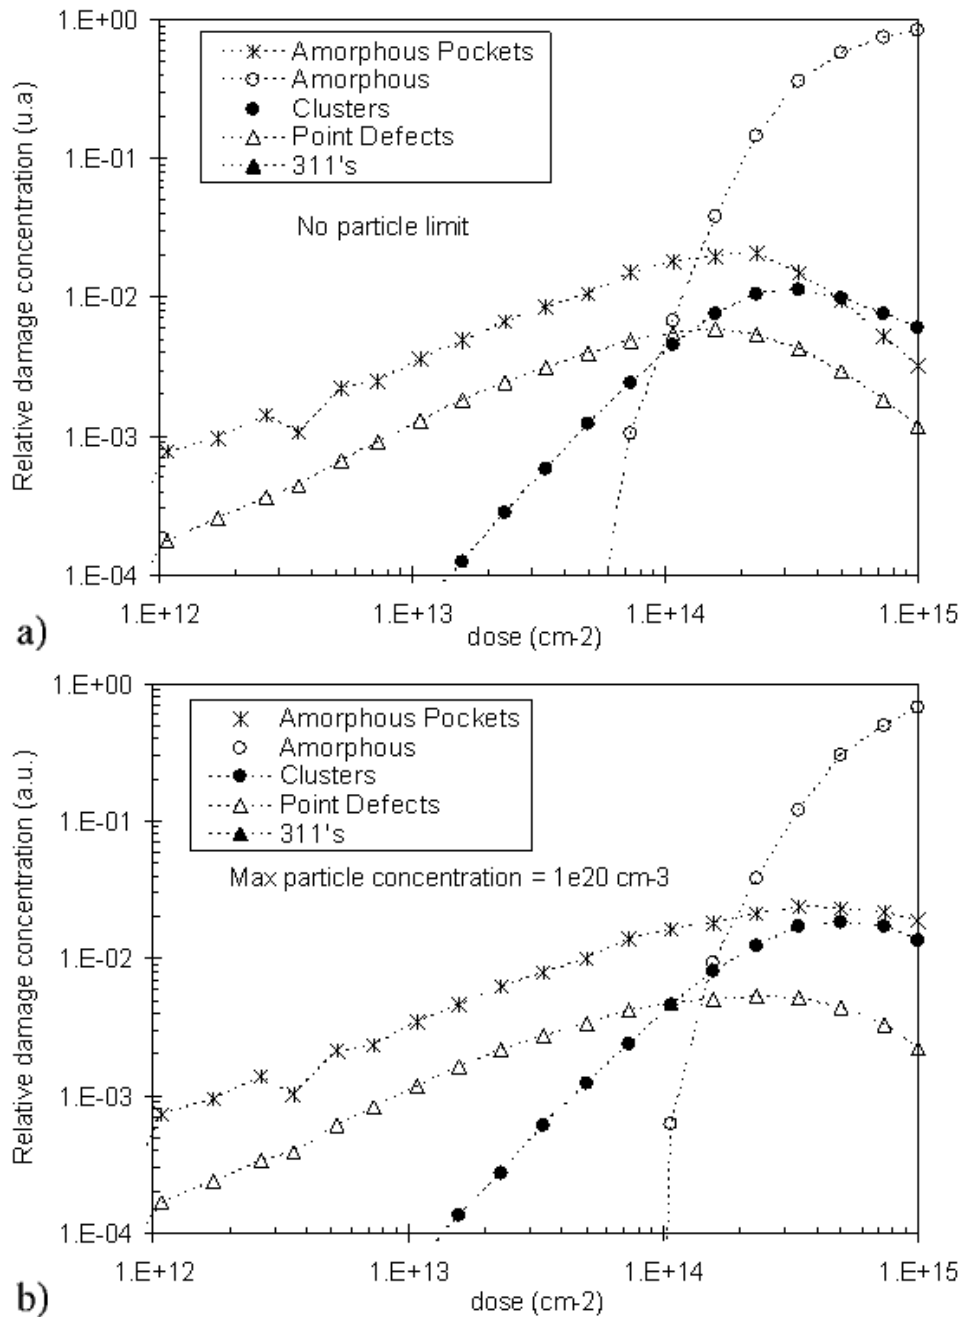 1.E+00
Amorphous Pockets
Amorphous
Clusters
Point Defects
311's
1.E-01
No particle limit
1.E-02
1.E-03
1.E-04
Relative damage concentration (u.a)
1.E+12
1.E+13
1.E+14
1.E+15
dose (cm-2)
a)
1.E+00
Amorphous Pockets
Amorphous
Clusters
Point Defects
311's
1.E-01
Max particle concentration = 1e20 cm-3
1.E-02
1.E-03
1.E-04
Relative damage concentration (a.u.)
1.E+12
1.E+13
1.E+14
1.E+15
dose (cm-2)
b)